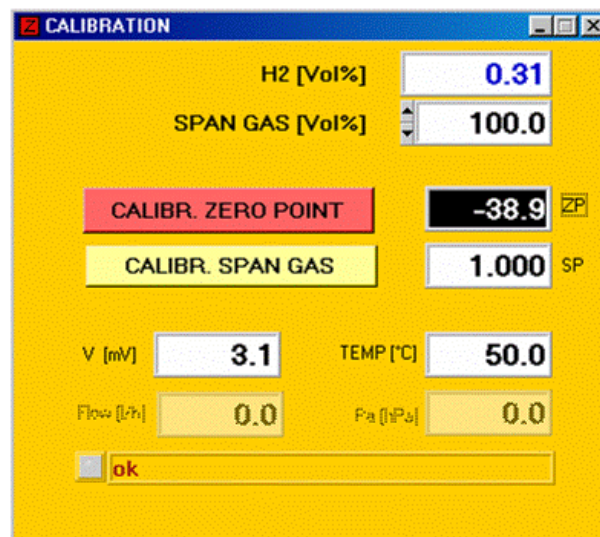 Z CALIBRATION
H2 [Vol%] 0.31
SPAN GAS [Vol%] 100.0
CALIBR. ZERO POINT -38.9 ZP
CALIBR. SPAN GAS 1.000 SP
V [mV] 3.1 TEMP [°C] 50.0
Flow [l/h] 0.0 Pa [hPa] 0.0
ok